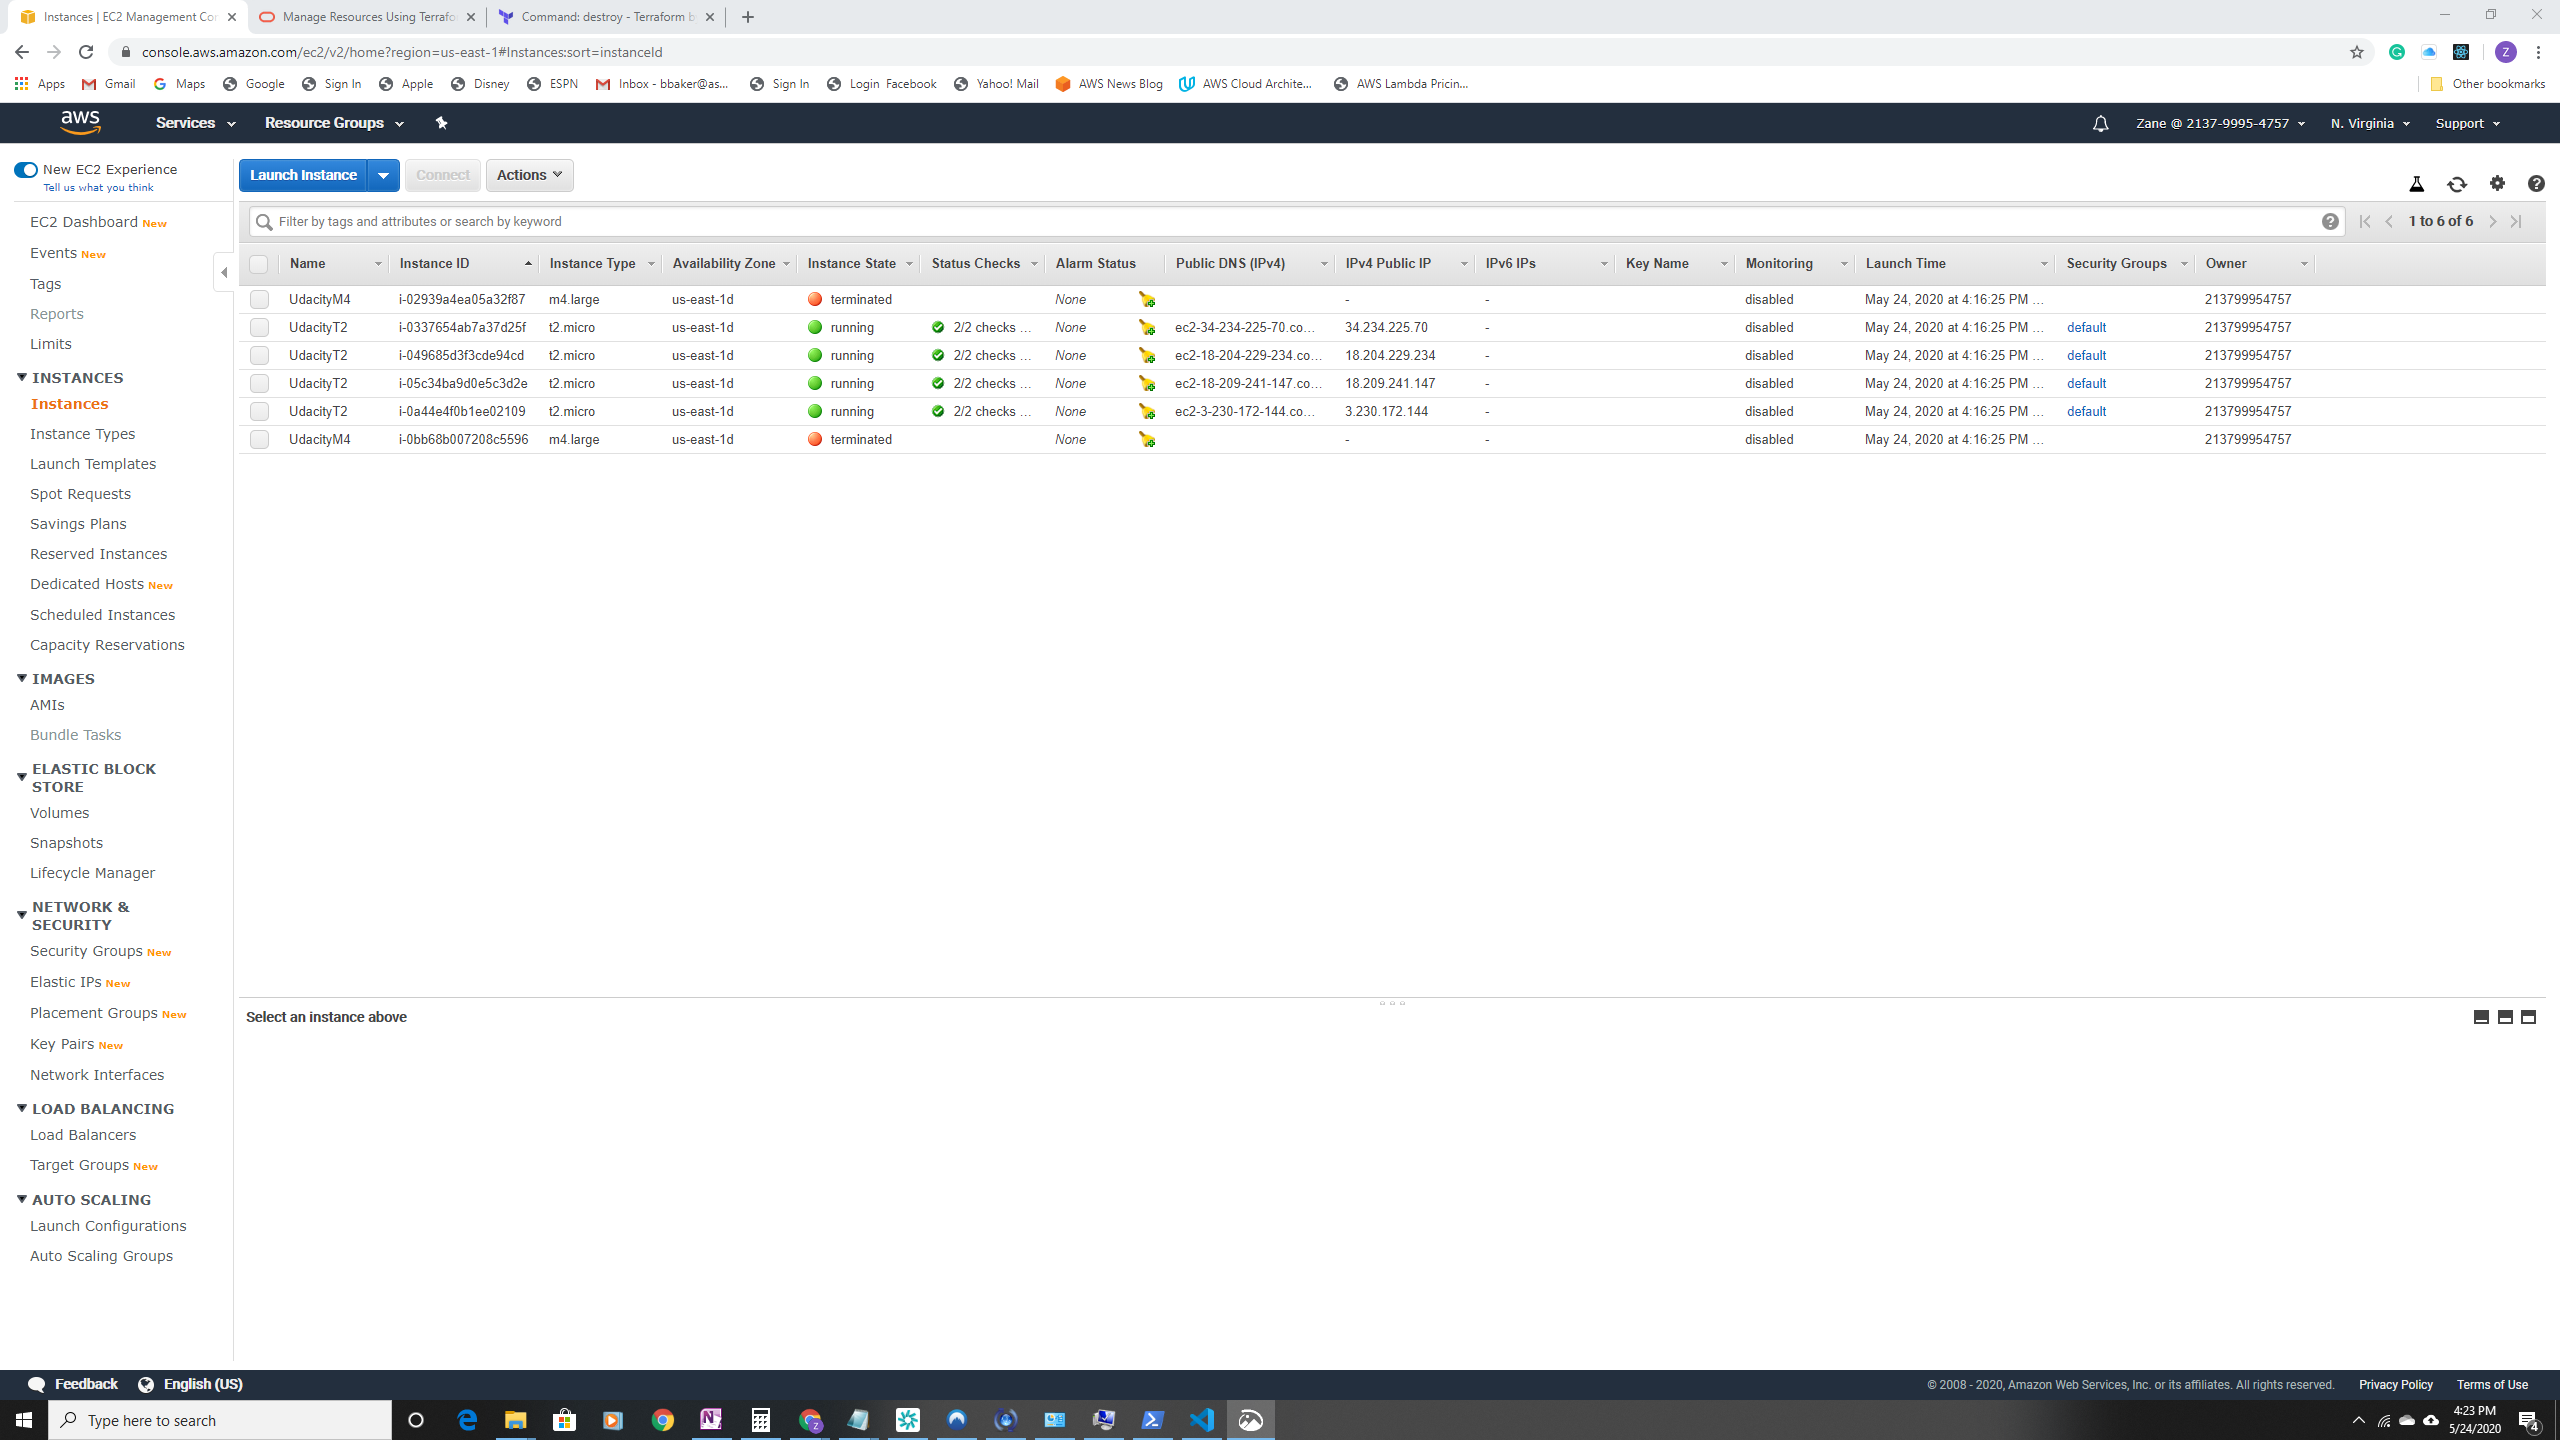 Instances | EC2 Management Con
Manage Resources Using Terrafo
Command: destroy - Terraform b
console.aws.amazon.com/ec2/v2/home?region=us-east-1#Instances:sort=instanceId
Apps Gmail Maps Google Sign In Apple Disney ESPN Inbox - bbaker@as... Sign In Login Facebook Yahoo! Mail AWS News Blog AWS Cloud Archite... AWS Lambda Pricin... Other bookmarks
aws Services Resource Groups Zane @ 2137-9995-4757 N. Virginia Support
New EC2 Experience
Tell us what you think
EC2 Dashboard New
Events New
Tags
Reports
Limits
INSTANCES
Instances
Instance Types
Launch Templates
Spot Requests
Savings Plans
Reserved Instances
Dedicated Hosts New
Scheduled Instances
Capacity Reservations
IMAGES
AMIs
Bundle Tasks
ELASTIC BLOCK
STORE
Volumes
Snapshots
Lifecycle Manager
NETWORK &
SECURITY
Security Groups New
Elastic IPs New
Placement Groups New
Key Pairs New
Network Interfaces
LOAD BALANCING
Load Balancers
Target Groups New
AUTO SCALING
Launch Configurations
Auto Scaling Groups
Launch Instance Connect Actions
Filter by tags and attributes or search by keyword 1 to 6 of 6
Name Instance ID Instance Type Availability Zone Instance State Status Checks Alarm Status Public DNS (IPv4) IPv4 Public IP IPv6 IPs Key Name Monitoring Launch Time Security Groups Owner
UdacityM4 i-02939a4ea05a32f87 m4.large us-east-1d terminated None - - disabled May 24, 2020 at 4:16:25 PM ... 213799954757
UdacityT2 i-0337654ab7a37d25f t2.micro us-east-1d running 2/2 checks ... None ec2-34-234-225-70.co... 34.234.225.70 - disabled May 24, 2020 at 4:16:25 PM ... default 213799954757
UdacityT2 i-049685d3f3cde94cd t2.micro us-east-1d running 2/2 checks ... None ec2-18-204-229-234.co... 18.204.229.234 - disabled May 24, 2020 at 4:16:25 PM ... default 213799954757
UdacityT2 i-05c34ba9d0e5c3d2e t2.micro us-east-1d running 2/2 checks ... None ec2-18-209-241-147.co... 18.209.241.147 - disabled May 24, 2020 at 4:16:25 PM ... default 213799954757
UdacityT2 i-0a44e4f0b1ee02109 t2.micro us-east-1d running 2/2 checks ... None ec2-3-230-172-144.co... 3.230.172.144 - disabled May 24, 2020 at 4:16:25 PM ... default 213799954757
UdacityM4 i-0bb68b007208c5596 m4.large us-east-1d terminated None - - disabled May 24, 2020 at 4:16:25 PM ... 213799954757
Select an instance above
Feedback English (US) © 2008 - 2020, Amazon Web Services, Inc. or its affiliates. All rights reserved. Privacy Policy Terms of Use
Type here to search
4:23 PM
5/24/2020
4